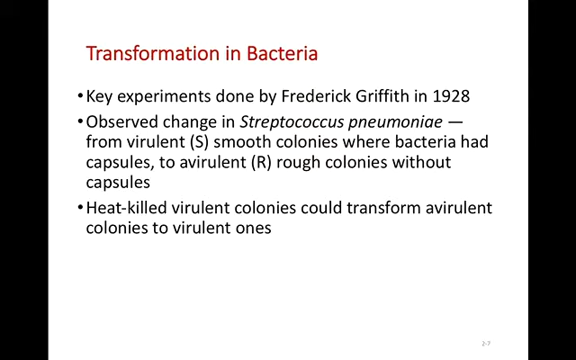 Transformation in Bacteria
•Key experiments done by Frederick Griffith in 1928
•Observed change in Streptococcus pneumoniae —
from virulent (S) smooth colonies where bacteria had
capsules, to avirulent (R) rough colonies without
capsules
•Heat-killed virulent colonies could transform avirulent
colonies to virulent ones
2-7